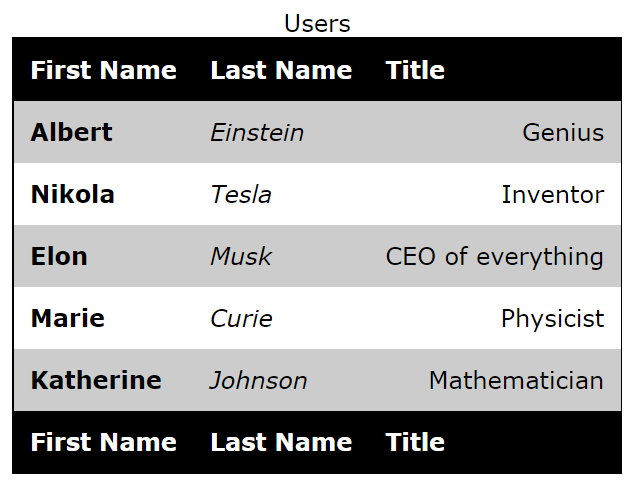 Users
First Name Last Name Title
Albert Einstein Genius
Nikola Tesla Inventor
Elon Musk CEO of everything
Marie Curie Physicist
Katherine Johnson Mathematician
First Name Last Name Title